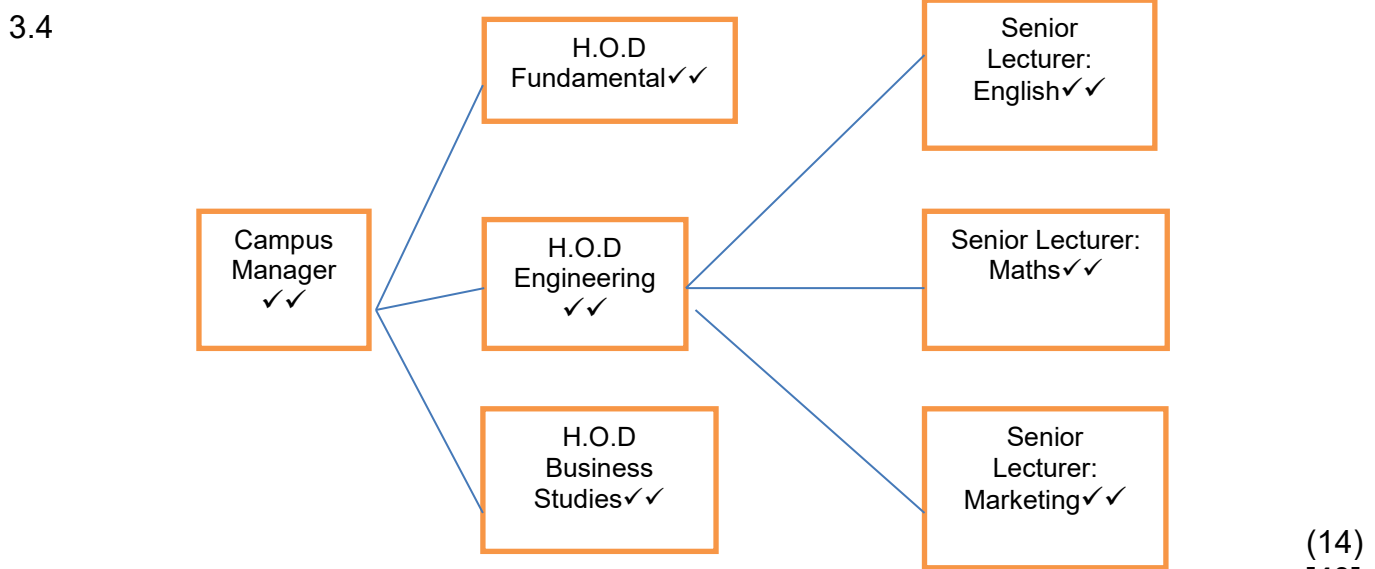 3.4
H.O.D
Fundamental✓✓
Senior
Lecturer:
English✓✓
Campus
Manager
✓✓
H.O.D
Engineering
✓✓
Senior Lecturer:
Maths✓✓
H.O.D
Business
Studies✓✓
Senior
Lecturer:
Marketing✓✓
(14)